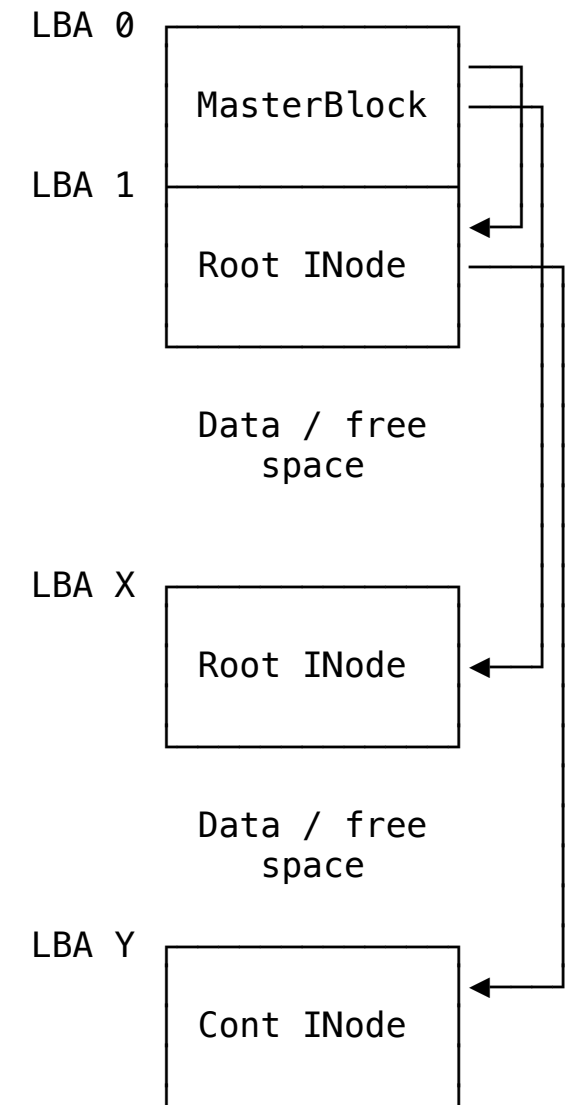 LBA 0
MasterBlock
LBA 1
Root INode
Data / free
space
LBA X
Root INode
Data / free
space
LBA Y
Cont INode